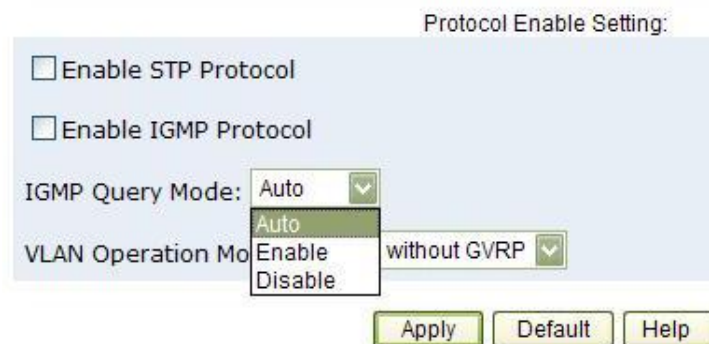 Protocol Enable Setting:
Enable STP Protocol
Enable IGMP Protocol
IGMP Query Mode: Auto
Auto
Enable
Disable
VLAN Operation Mo without GVRP
Apply Default Help